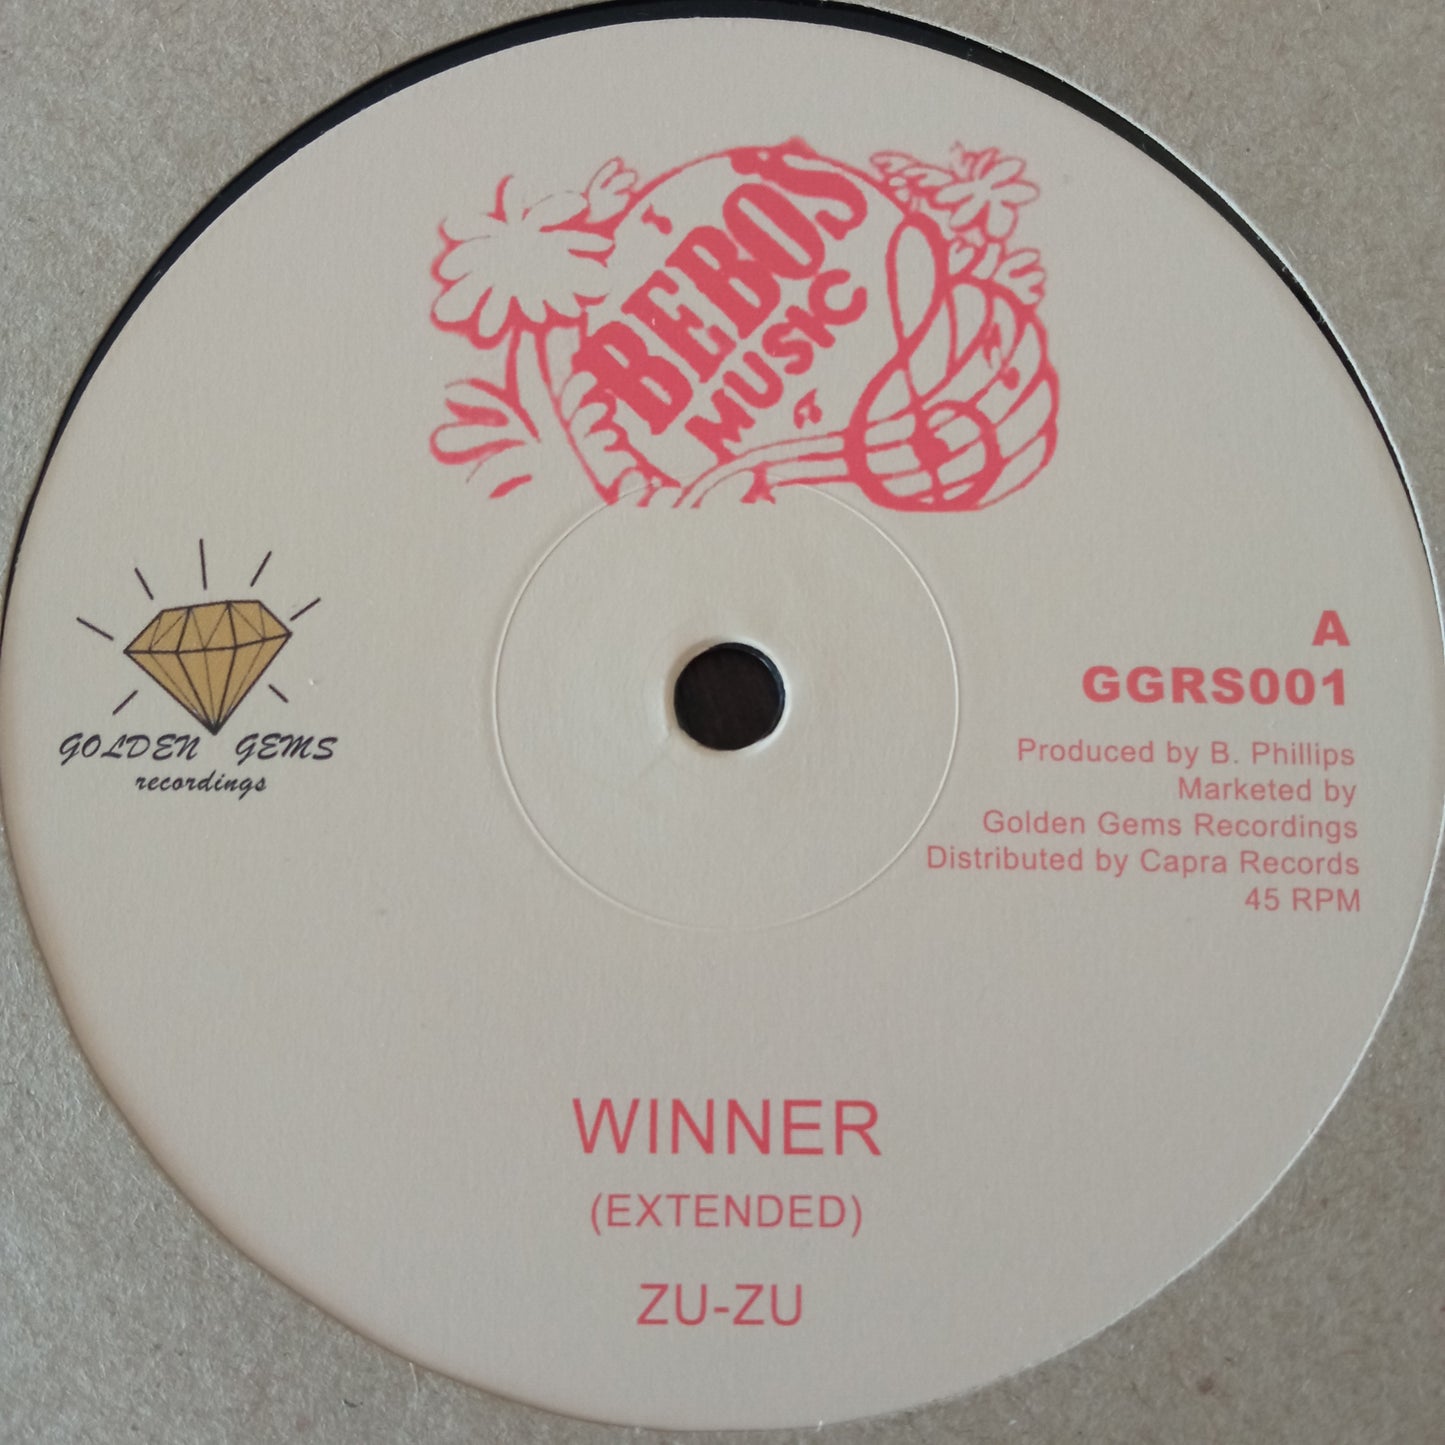 BEBO'S
MUSIC
GOLDEN GEMS
recordings
A
GGRS001
Produced by B. Phillips
Marketed by
Golden Gems Recordings
Distributed by Capra Records
45 RPM
WINNER
(EXTENDED)
ZU-ZU